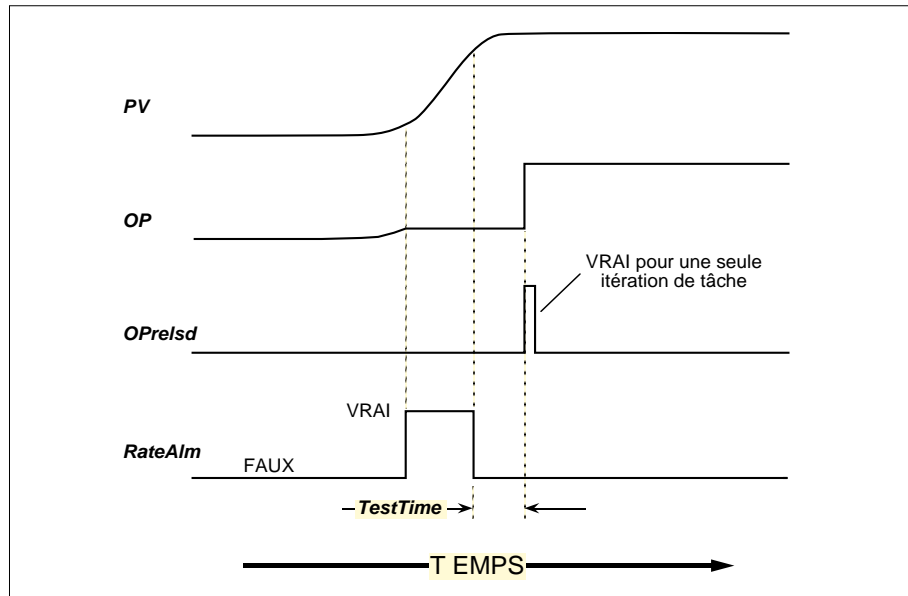 PV
OP
VRAI pour une seule
itération de tâche
OPrelsd
VRAI
RateAlm
FAUX
TestTime
T EMPS